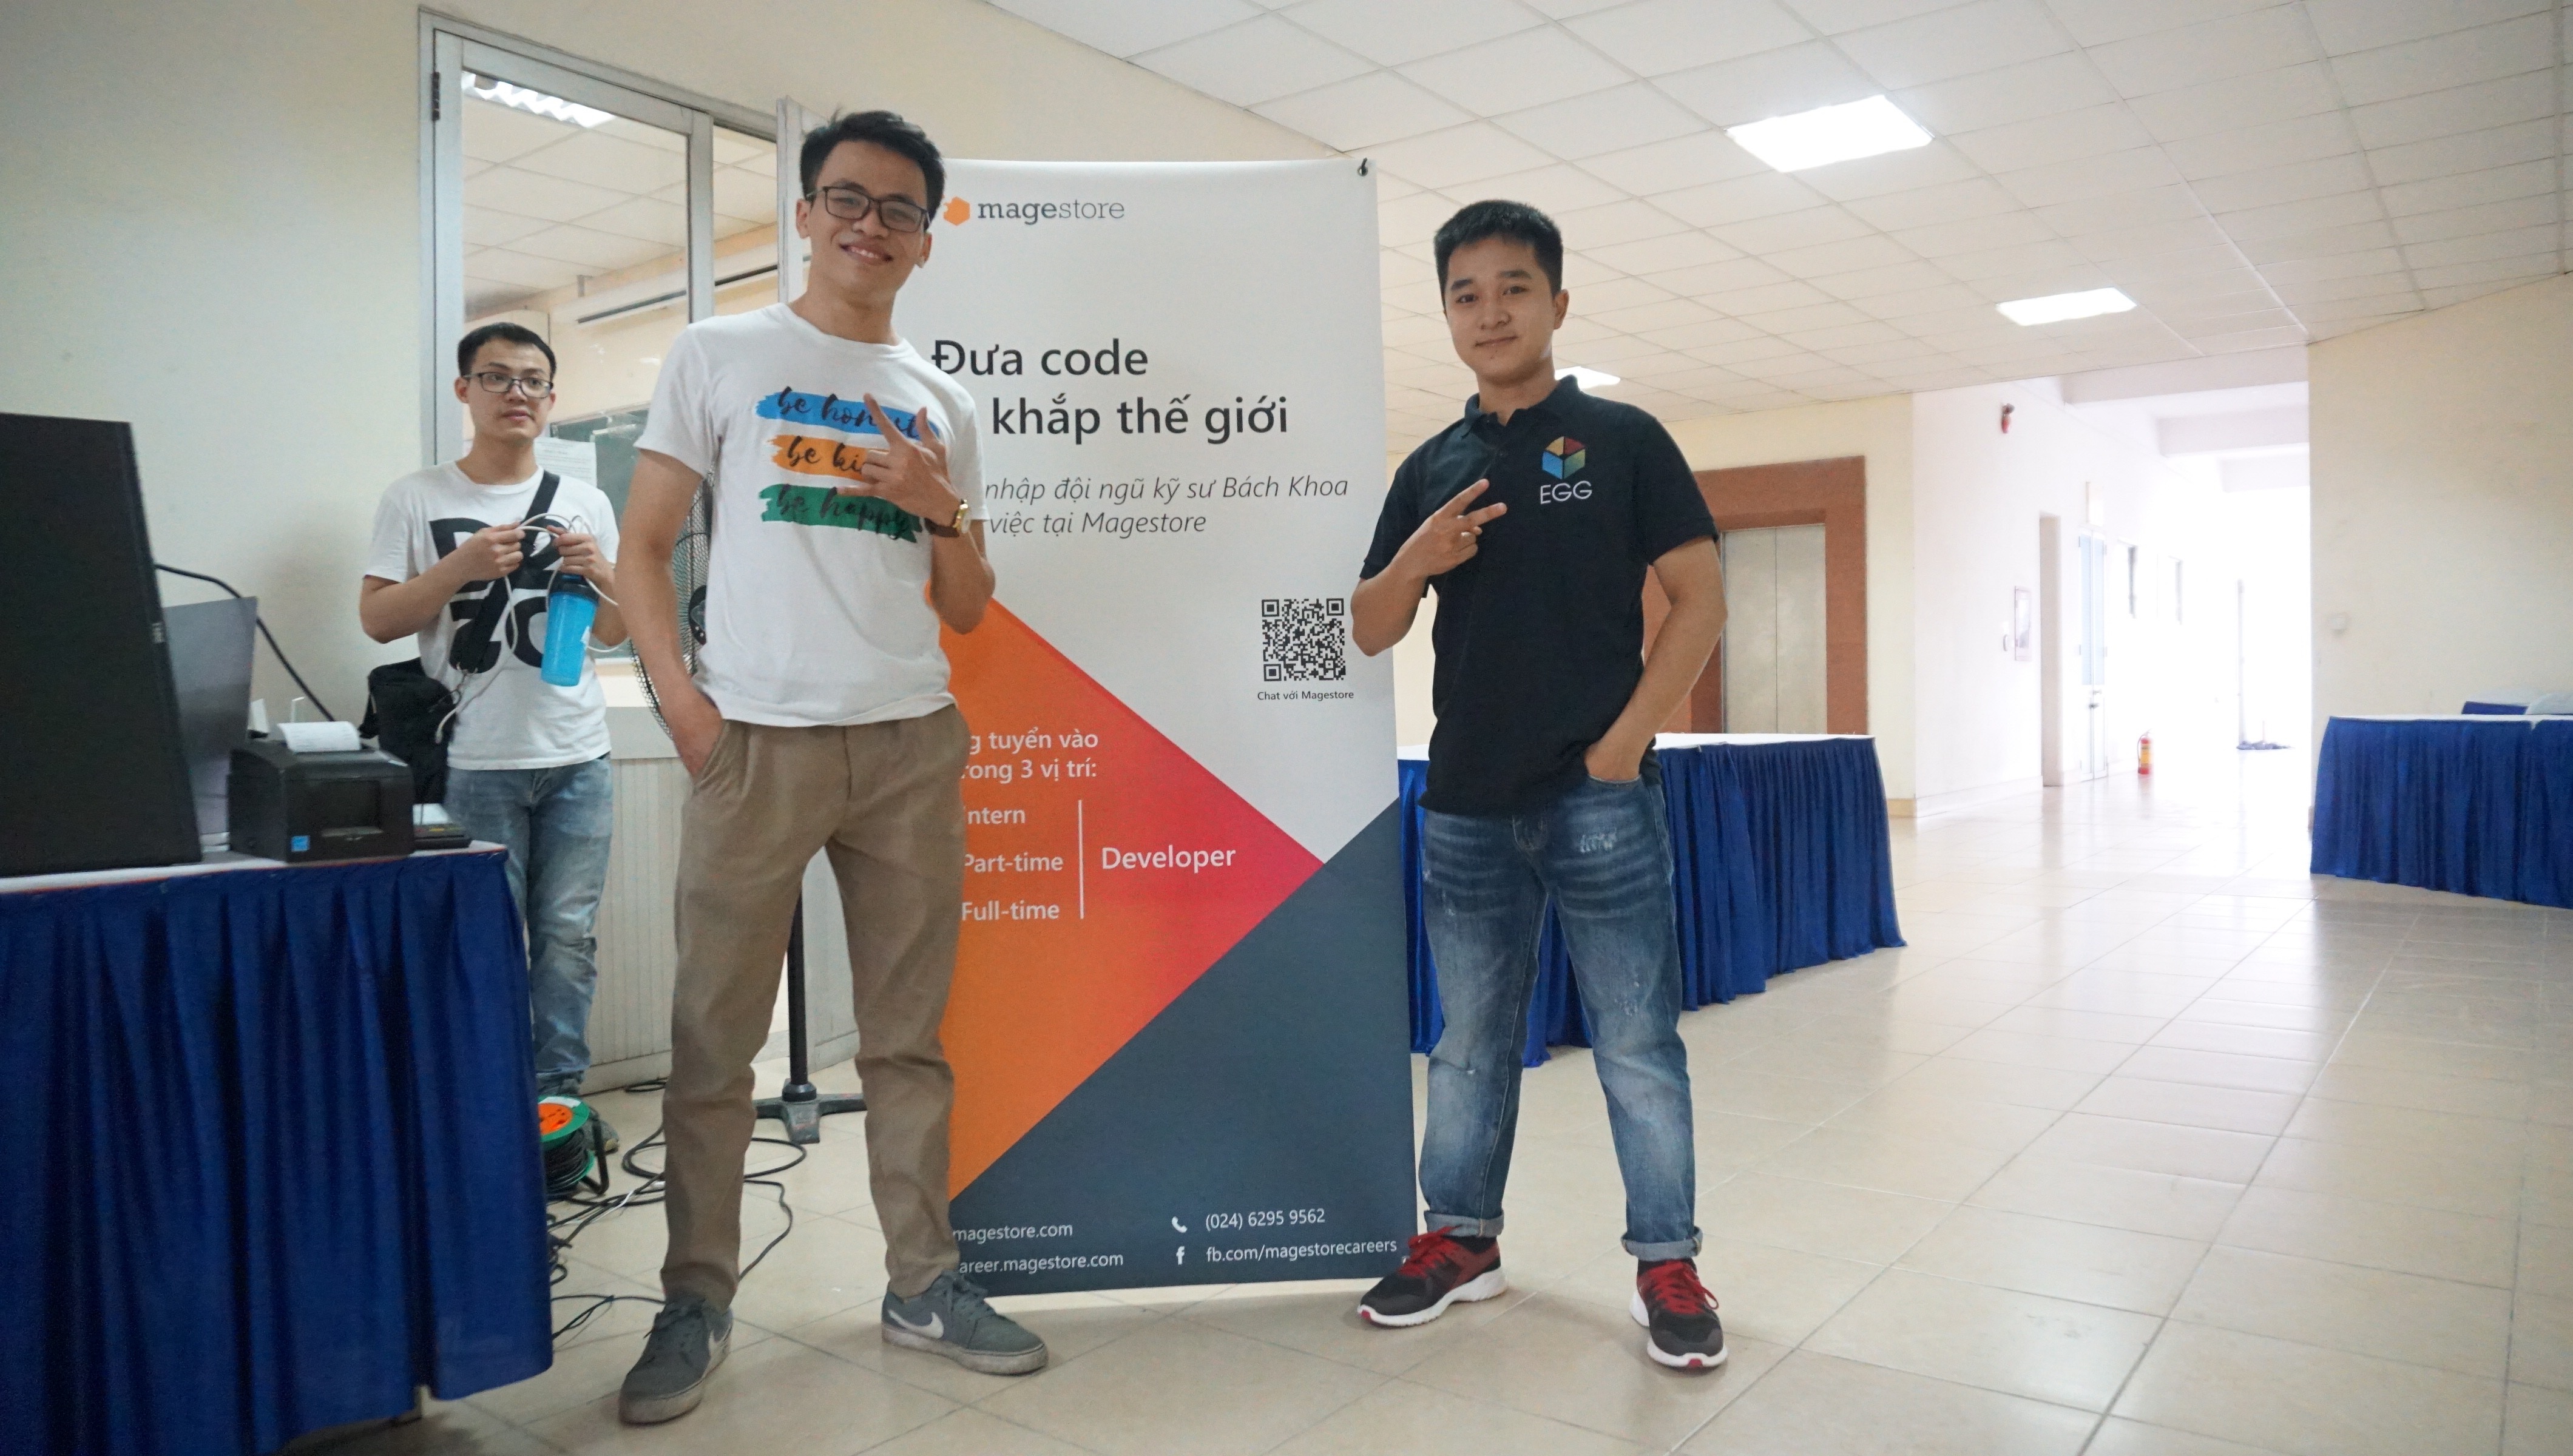 magestore
Đưa code
khắp thế giới
nhập đội ngũ kỹ sư Bách Khoa
việc tại Magestore
Chat với Magestore
tuyển vào
3 vị trí:
Part-time
Full-time
Developer
magestore.com
(024) 6295 9562
.magestore.com
fb.com/magestorecareers
be honest
be
be happy
EGG